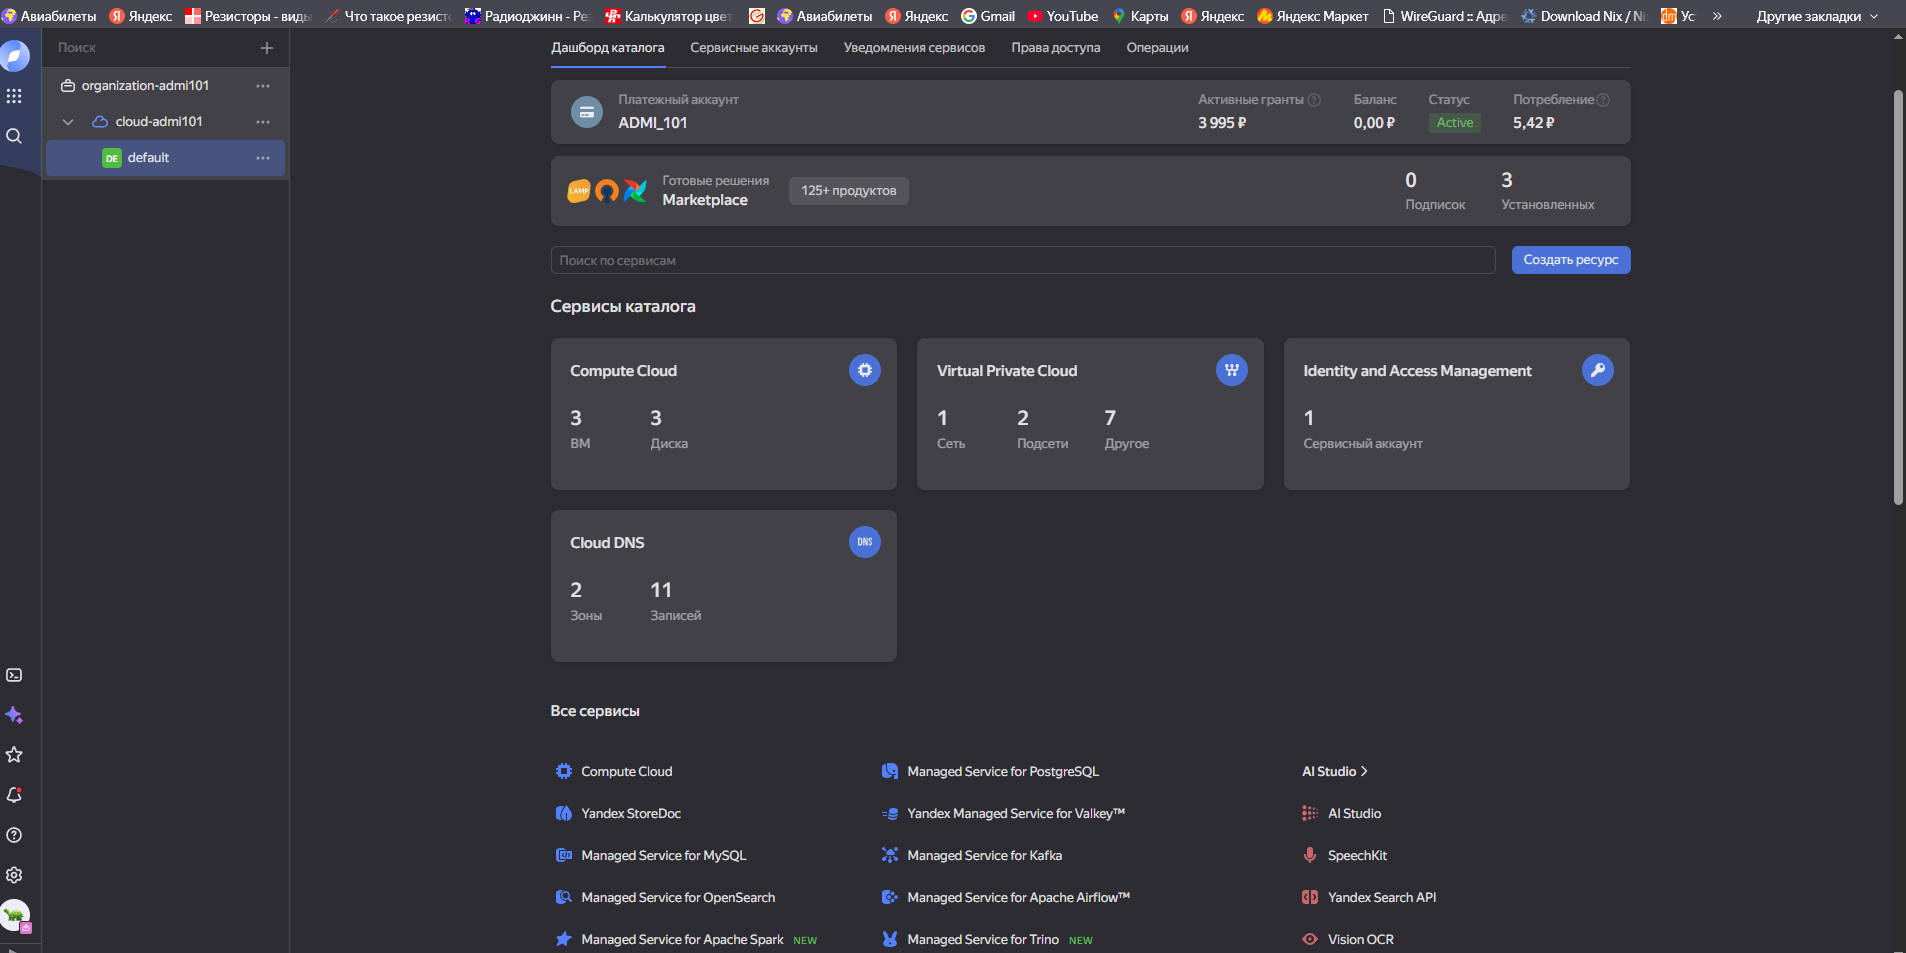 Авиабилеты Яндекс Резисторы - виды Что такое резист Радиоджинн - Ре Калькулятор цвет Авиабилеты Яндекс Gmail YouTube Карты Яндекс Яндекс Маркет WireGuard :: Адре Download Nix / Ni Ус » Другие закладки
Поиск
Дашборд каталога Сервисные аккаунты Уведомления сервисов Права доступа Операции
organization-admi101
cloud-admi101
DE default
Платежный аккаунт
ADMI_101
Активные гранты Баланс Статус Потребление
3 995 ₽ 0,00 ₽ Active 5,42 ₽
LAMP
Готовые решения
Marketplace
125+ продуктов
0 3
Подписок Установленных
Поиск по сервисам
Создать ресурс
Сервисы каталога
Compute Cloud
3 3
ВМ Диска
Virtual Private Cloud
1 2 7
Сеть Подсети Другое
Identity and Access Management
1
Сервисный аккаунт
Cloud DNS DNS
2 11
Зоны Записей
Все сервисы
Compute Cloud
Yandex StoreDoc
Managed Service for MySQL
Managed Service for OpenSearch
Managed Service for Apache Spark NEW
Managed Service for PostgreSQL
Yandex Managed Service for Valkey™
Managed Service for Kafka
Managed Service for Apache Airflow™
Managed Service for Trino NEW
AI Studio
AI Studio
SpeechKit
Yandex Search API
Vision OCR